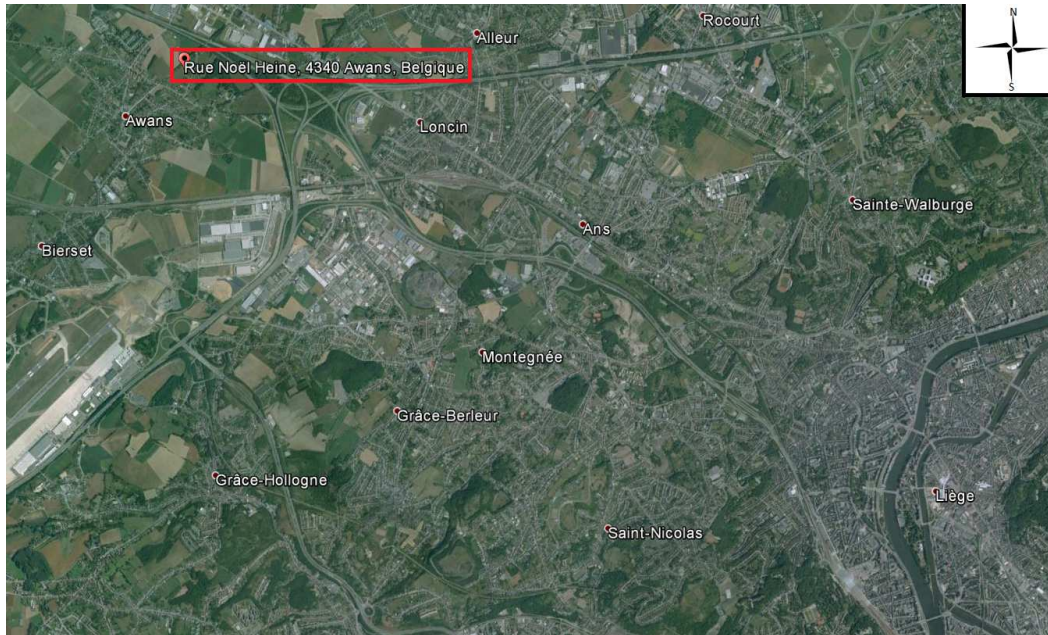 N
Rocourt
Alleur
Rue Noël Heine, 4340 Awans, Belgique
S
Awans
Loncin
Sainte-Walburge
Ans
Bierset
Montegnée
Grâce-Berleur
Grâce-Hollogne
Liège
Saint-Nicolas